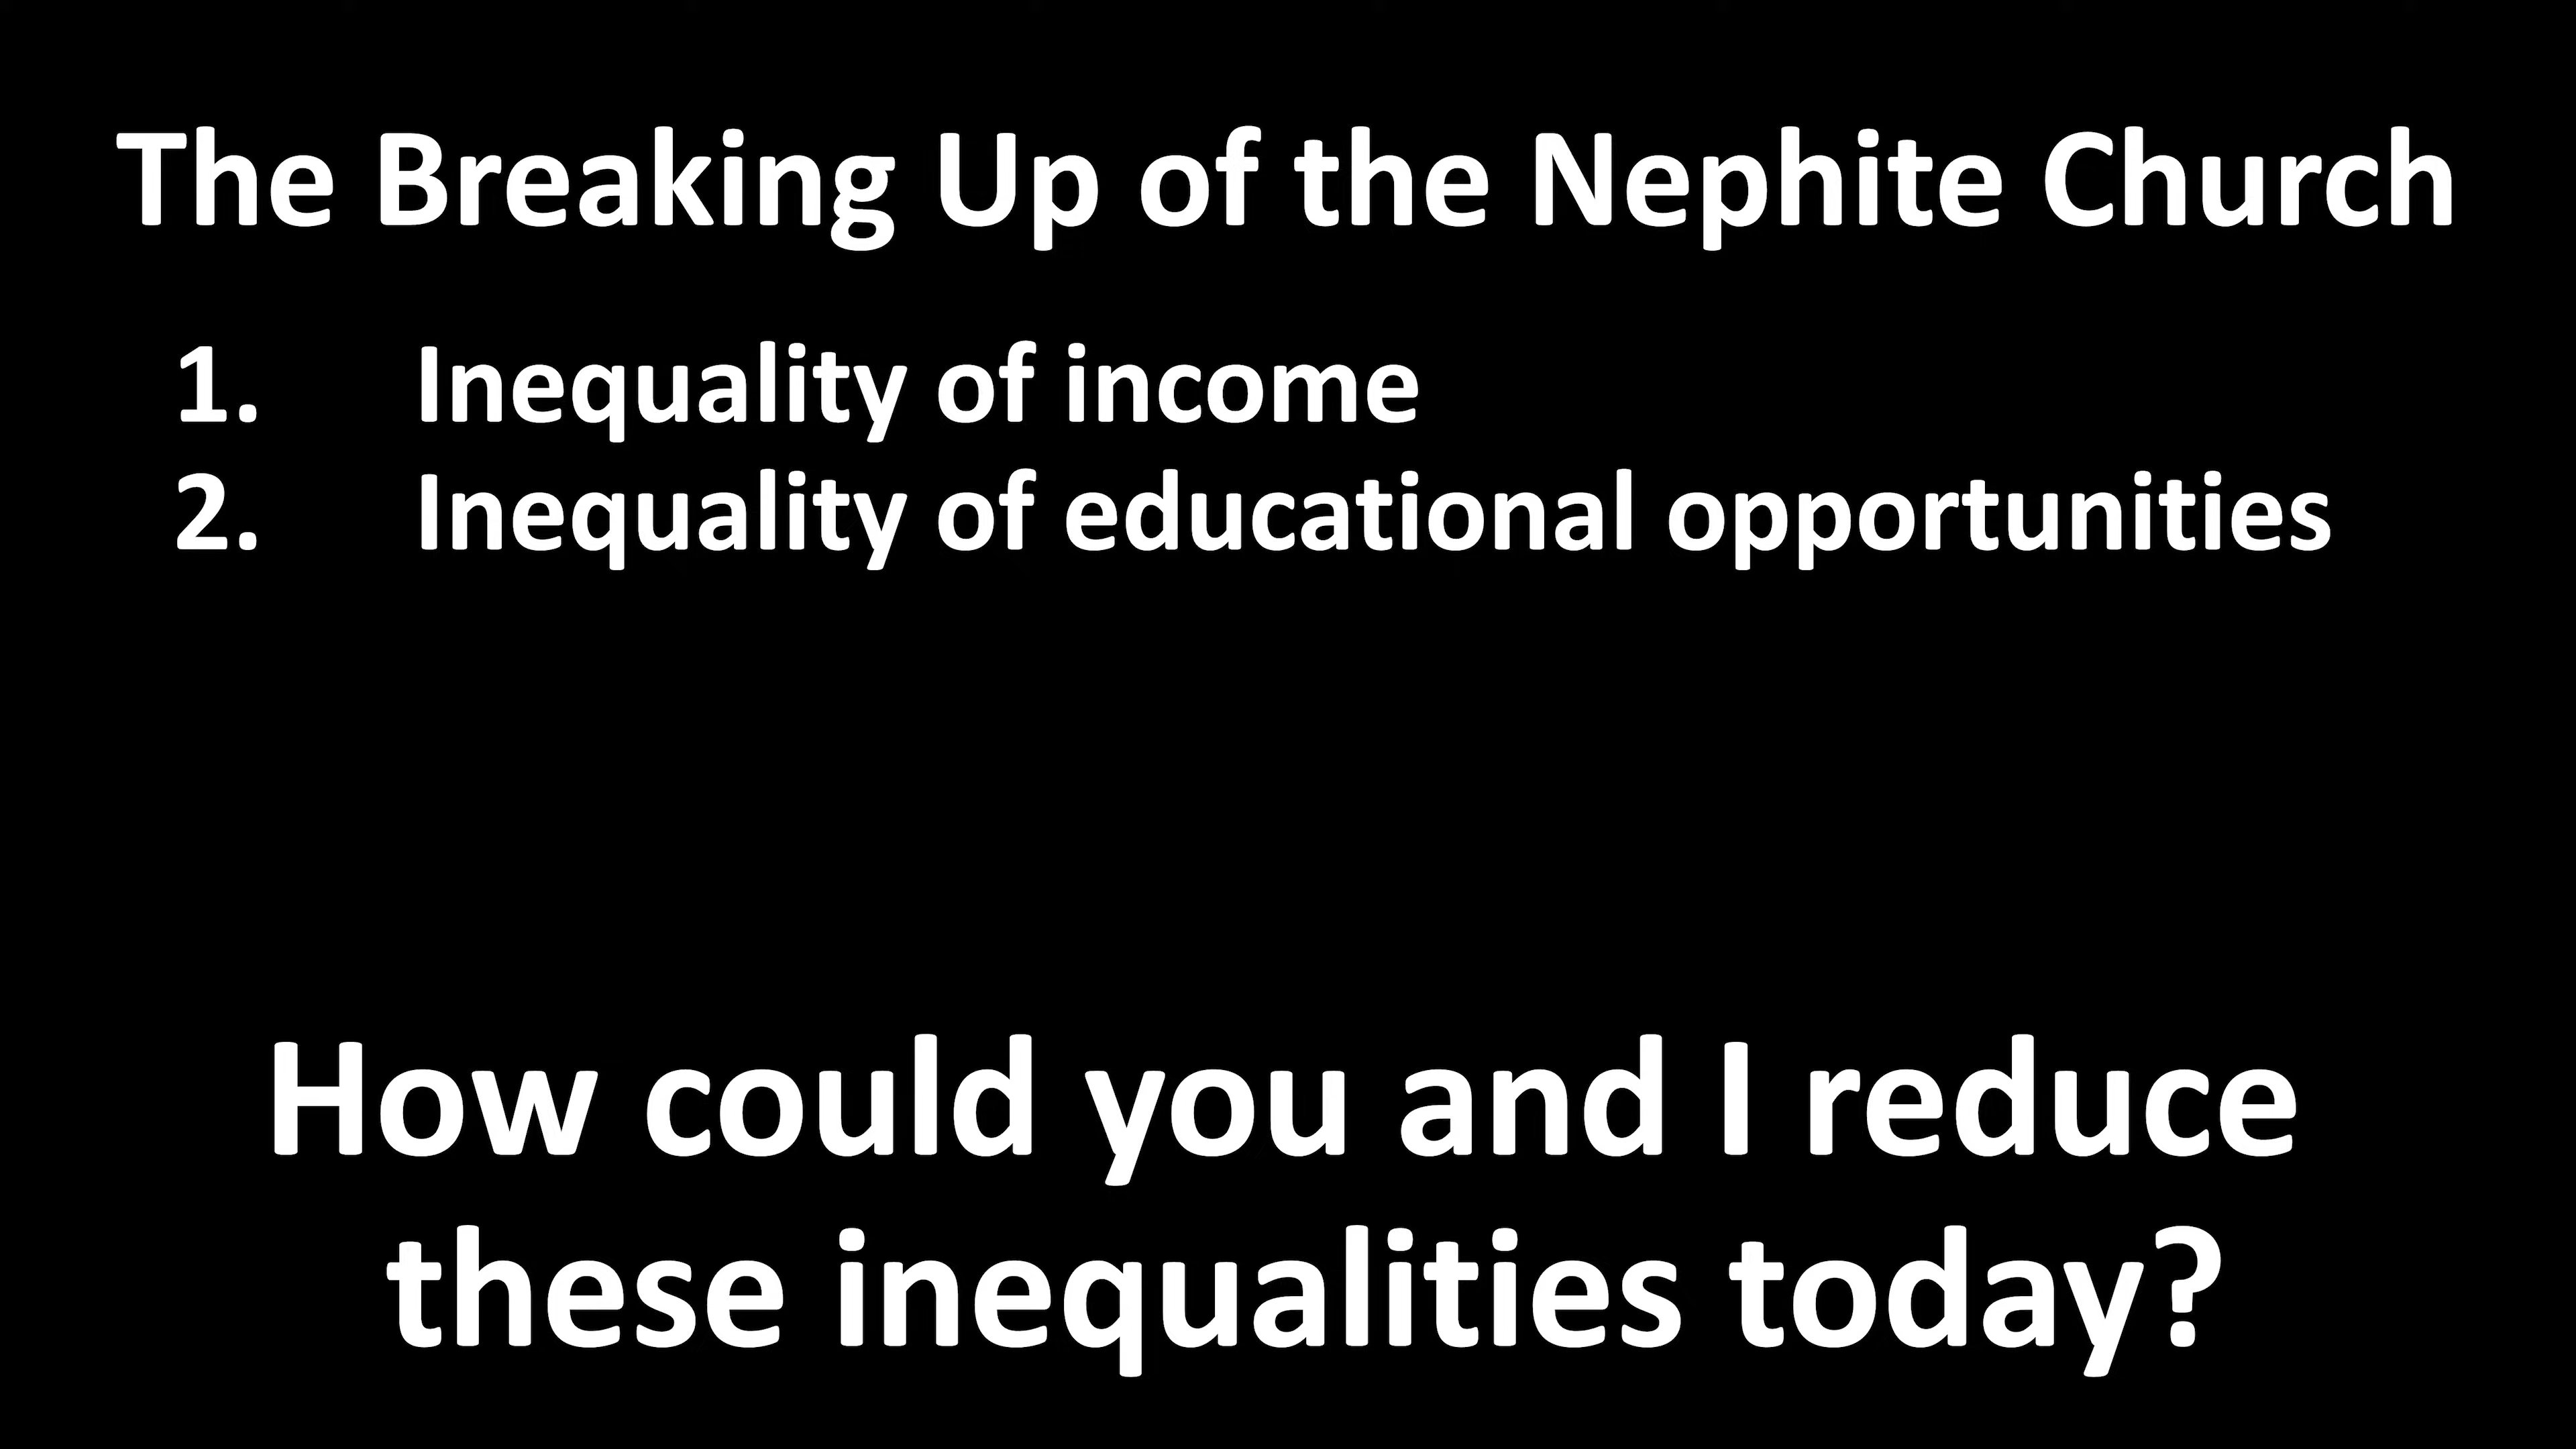 The Breaking Up of the Nephite Church
1. Inequality of income
2. Inequality of educational opportunities
How could you and I reduce
these inequalities today?